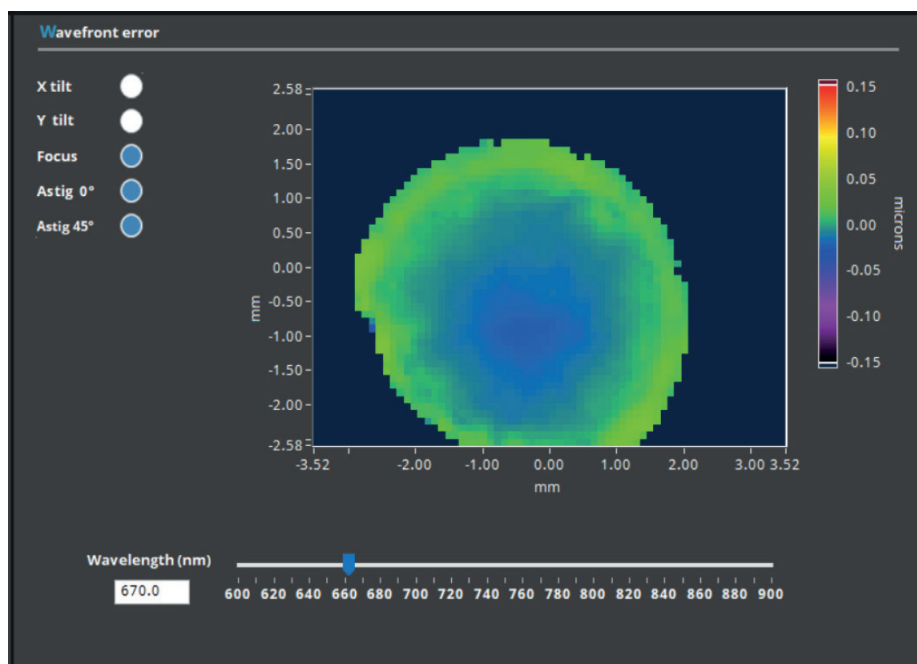 Wavefront error
X tilt
Y tilt
Focus
Astig 0°
Astig 45°
2.58
2.00
1.50
1.00
0.50
0.00
-0.50
-1.00
-1.50
-2.00
-2.58
mm
-3.52 -2.00 -1.00 0.00 1.00 2.00 3.00 3.52
mm
0.15
0.10
0.05
0.00
-0.05
-0.10
-0.15
microns
Wavelength (nm)
670.0
600 620 640 660 680 700 720 740 760 780 800 820 840 860 880 900